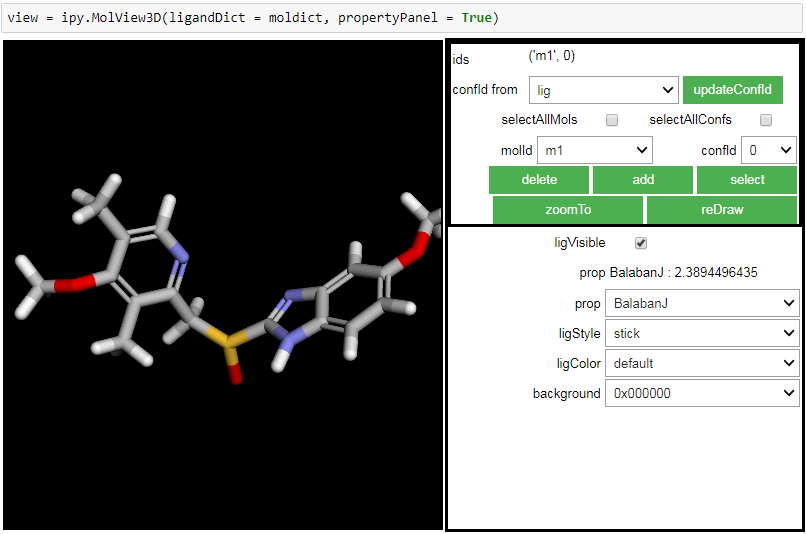 view = ipy.MolView3D(ligandDict = moldict, propertyPanel = True)
ids ('m1', 0)
confId from lig updateConfId
selectAllMols selectAllConfs
molId m1 confId 0
delete add select
zoomTo reDraw
ligVisible
prop BalabanJ : 2.3894496435
prop BalabanJ
ligStyle stick
ligColor default
background 0x000000